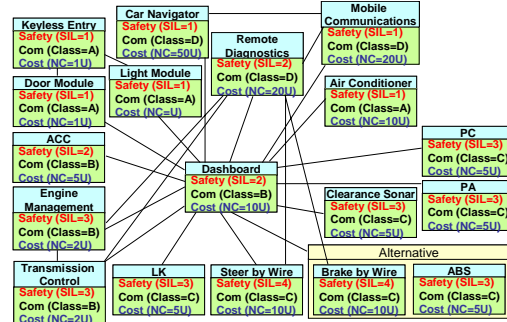 Keyless Entry
Safety (SIL=1)
Com (Class=A)
Cost (NC=1U)
Car Navigator
Safety (SIL=1)
Com (Class=D)
Cost (NC=50U)
Remote
Diagnostics
Safety (SIL=2)
Com (Class=D)
Cost (NC=20U)
Mobile
Communications
Safety (SIL=1)
Com (Class=D)
Cost (NC=20U)
Door Module
Safety (SIL=1)
Com (Class=A)
Cost (NC=1U)
Light Module
Safety (SIL=1)
Com (Class=A)
Cost (NC=U)
Air Conditioner
Safety (SIL=1)
Com (Class=A)
Cost (NC=10U)
ACC
Safety (SIL=2)
Com (Class=B)
Cost (NC=5U)
PC
Safety (SIL=3)
Com (Class=C)
Cost (NC=5U)
Dashboard
Safety (SIL=2)
Com (Class=B)
Cost (NC=10U)
Engine
Management
Safety (SIL=3)
Com (Class=B)
Cost (NC=2U)
Clearance Sonar
Safety (SIL=3)
Com (Class=C)
Cost (NC=5U)
PA
Safety (SIL=3)
Com (Class=C)
Cost (NC=5U)
Transmission
Control
Safety (SIL=3)
Com (Class=B)
Cost (NC=2U)
LK
Safety (SIL=3)
Com (Class=C)
Cost (NC=5U)
Steer by Wire
Safety (SIL=4)
Com (Class=C)
Cost (NC=10U)
Alternative
Brake by Wire
Safety (SIL=4)
Com (Class=C)
Cost (NC=10U)
ABS
Safety (SIL=3)
Com (Class=C)
Cost (NC=5U)